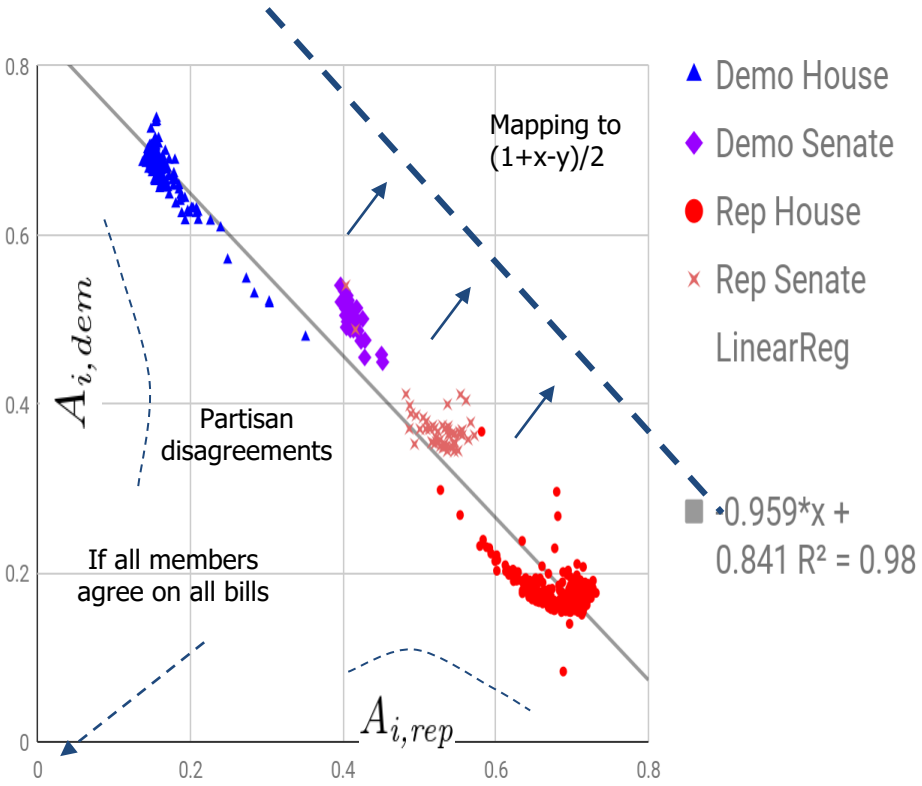 0.8
0.6
0.4
0.2
0
0
0.2
0.4
0.6
0.8
A_{i,dem}
A_{i,rep}
Mapping to
(1+x-y)/2
Partisan
disagreements
If all members
agree on all bills
Demo House
Demo Senate
Rep House
Rep Senate
LinearReg
-0.959*x +
0.841 R² = 0.98